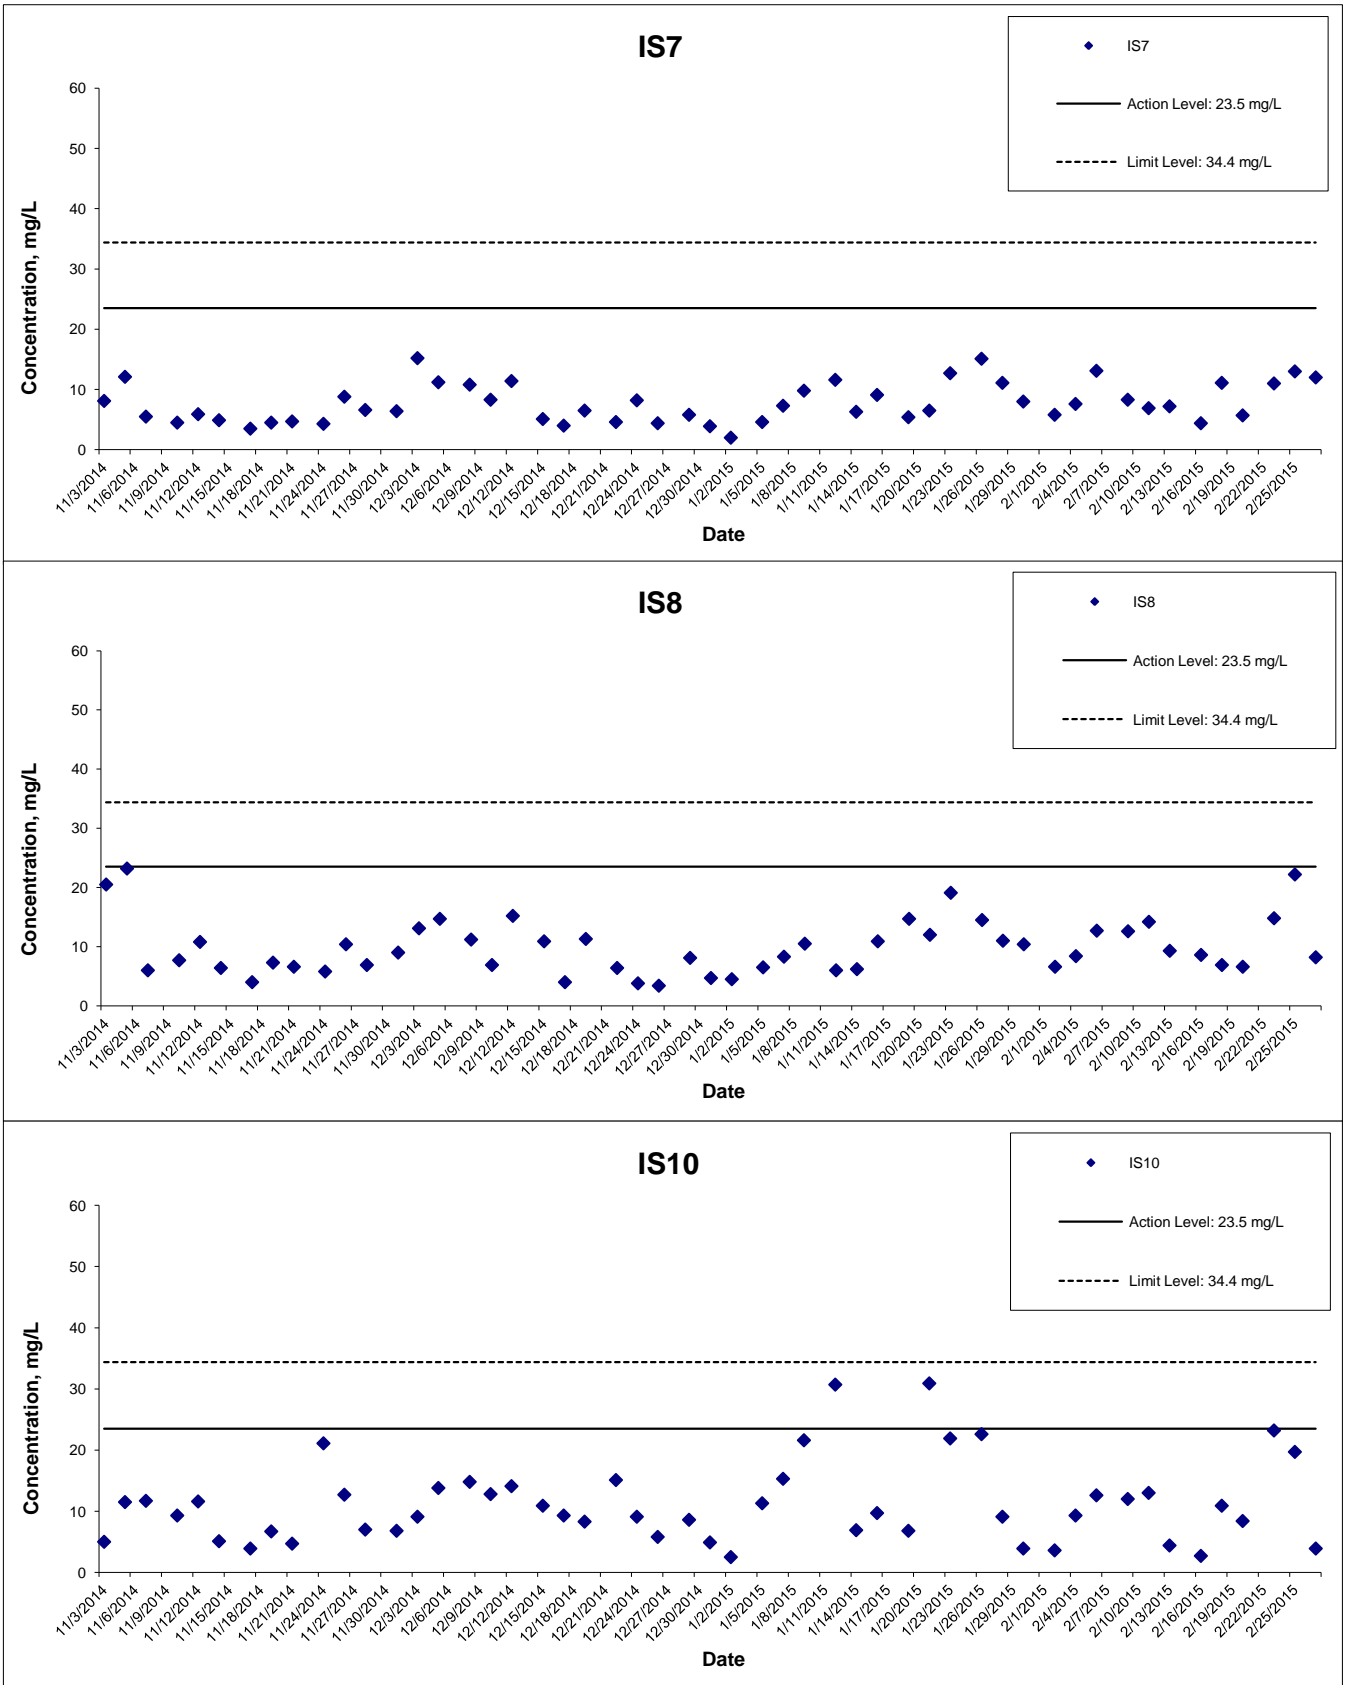 IS7
IS7
Action Level: 23.5 mg/L
Limit Level: 34.4 mg/L
Concentration, mg/L
60
50
40
30
20
10
0
11/3/2014 11/6/2014 11/9/2014 11/12/2014 11/15/2014 11/18/2014 11/21/2014 11/24/2014 11/27/2014 11/30/2014 12/3/2014 12/6/2014 12/9/2014 12/12/2014 12/15/2014 12/18/2014 12/21/2014 12/24/2014 12/27/2014 12/30/2014 1/2/2015 1/5/2015 1/8/2015 1/11/2015 1/14/2015 1/17/2015 1/20/2015 1/23/2015 1/26/2015 1/29/2015 2/1/2015 2/4/2015 2/7/2015 2/10/2015 2/13/2015 2/16/2015 2/19/2015 2/22/2015 2/25/2015
Date
IS8
IS8
Action Level: 23.5 mg/L
Limit Level: 34.4 mg/L
Concentration, mg/L
60
50
40
30
20
10
0
11/3/2014 11/6/2014 11/9/2014 11/12/2014 11/15/2014 11/18/2014 11/21/2014 11/24/2014 11/27/2014 11/30/2014 12/3/2014 12/6/2014 12/9/2014 12/12/2014 12/15/2014 12/18/2014 12/21/2014 12/24/2014 12/27/2014 12/30/2014 1/2/2015 1/5/2015 1/8/2015 1/11/2015 1/14/2015 1/17/2015 1/20/2015 1/23/2015 1/26/2015 1/29/2015 2/1/2015 2/4/2015 2/7/2015 2/10/2015 2/13/2015 2/16/2015 2/19/2015 2/22/2015 2/25/2015
Date
IS10
IS10
Action Level: 23.5 mg/L
Limit Level: 34.4 mg/L
Concentration, mg/L
60
50
40
30
20
10
0
11/3/2014 11/6/2014 11/9/2014 11/12/2014 11/15/2014 11/18/2014 11/21/2014 11/24/2014 11/27/2014 11/30/2014 12/3/2014 12/6/2014 12/9/2014 12/12/2014 12/15/2014 12/18/2014 12/21/2014 12/24/2014 12/27/2014 12/30/2014 1/2/2015 1/5/2015 1/8/2015 1/11/2015 1/14/2015 1/17/2015 1/20/2015 1/23/2015 1/26/2015 1/29/2015 2/1/2015 2/4/2015 2/7/2015 2/10/2015 2/13/2015 2/16/2015 2/19/2015 2/22/2015 2/25/2015
Date